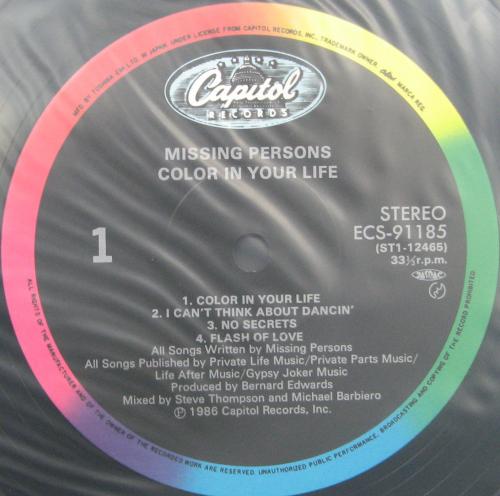 MFD. BY TOSHIBA-EMI LTD. IN JAPAN. UNDER LICENSE FROM CAPITOL RECORDS, INC., TRADEMARK OWNER. Capitol MARCA REG.
Capitol
RECORDS
MISSING PERSONS
COLOR IN YOUR LIFE
1
STEREO
ECS-91185
(ST1-12465)
33⅓ r.p.m.
1. COLOR IN YOUR LIFE
2. I CAN'T THINK ABOUT DANCIN'
3. NO SECRETS
4. FLASH OF LOVE
All Songs Written by Missing Persons
All Songs Published by Private Life Music/Private Parts Music/
Life After Music/Gypsy Joker Music
Produced by Bernard Edwards
Mixed by Steve Thompson and Michael Barbiero
℗ 1986 Capitol Records, Inc.
ALL RIGHTS OF THE MANUFACTURER AND OF THE OWNER OF THE RECORDED WORK ARE RESERVED. UNAUTHORIZED PUBLIC PERFORMANCE, BROADCASTING AND COPYING OF THIS RECORD PROHIBITED.